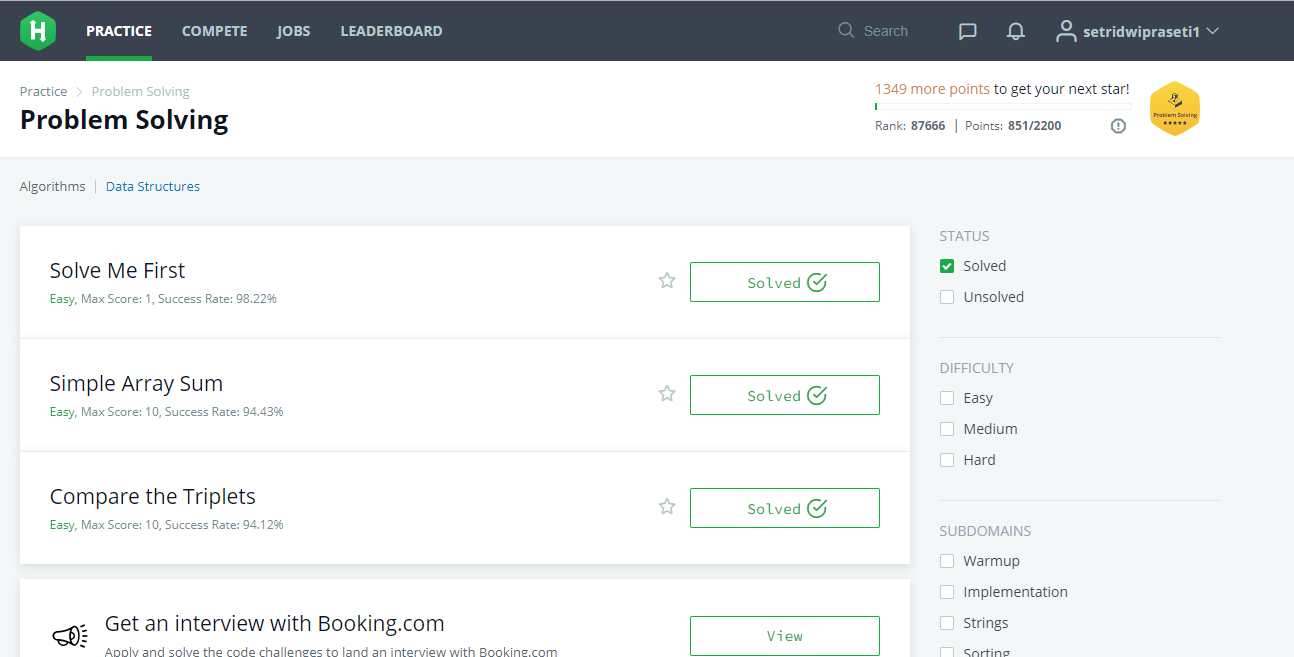 H PRACTICE COMPETE JOBS LEADERBOARD Search setridwipraseti1
Practice Problem Solving
Problem Solving
1349 more points to get your next star!
Rank: 87666 | Points: 851/2200
Problem Solving
Algorithms | Data Structures
Solve Me First
Easy, Max Score: 1, Success Rate: 98.22%
Solved
Simple Array Sum
Easy, Max Score: 10, Success Rate: 94.43%
Solved
Compare the Triplets
Easy, Max Score: 10, Success Rate: 94.12%
Solved
Get an interview with Booking.com
Apply and solve the code challenges to land an interview with Booking.com
View
STATUS
Solved
Unsolved
DIFFICULTY
Easy
Medium
Hard
SUBDOMAINS
Warmup
Implementation
Strings
Sorting